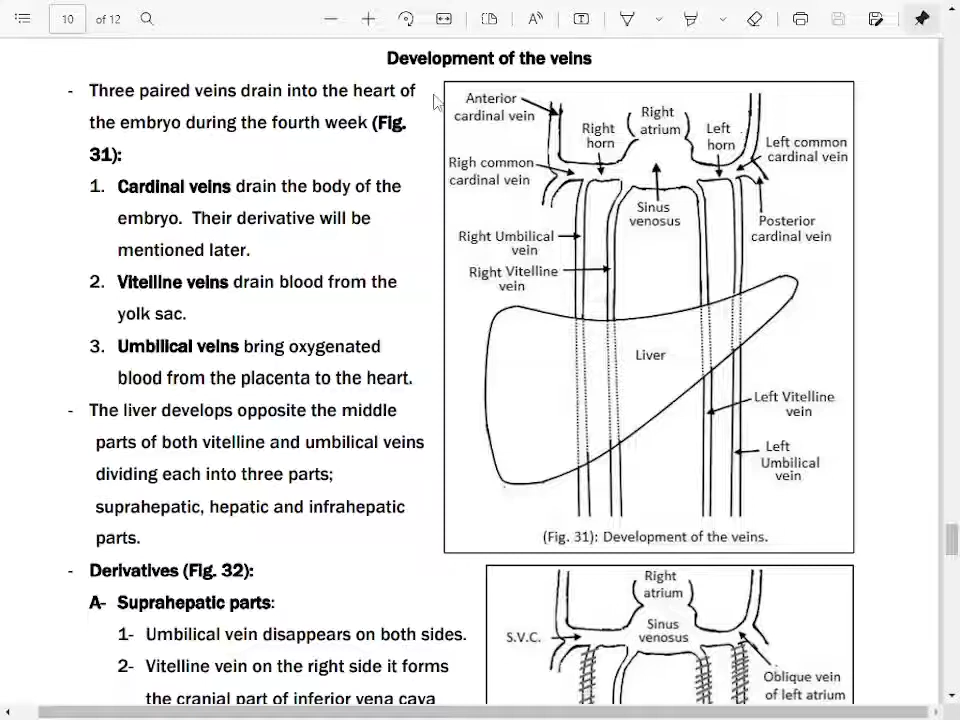 10
of 12
Development of the veins
- Three paired veins drain into the heart of
the embryo during the fourth week (Fig.
31):
1. Cardinal veins drain the body of the
embryo. Their derivative will be
mentioned later.
2. Vitelline veins drain blood from the
yolk sac.
3. Umbilical veins bring oxygenated
blood from the placenta to the heart.
- The liver develops opposite the middle
parts of both vitelline and umbilical veins
dividing each into three parts;
suprahepatic, hepatic and infrahepatic
parts.
- Derivatives (Fig. 32):
A- Suprahepatic parts:
1- Umbilical vein disappears on both sides.
2- Vitelline vein on the right side it forms
the cranial part of inferior vena cava
Anterior
cardinal vein
Right
horn
Right
atrium
Left
horn
Left common
cardinal vein
Righ common
cardinal vein
Sinus
venosus
Posterior
cardinal vein
Right Umbilical
vein
Right Vitelline
vein
Liver
Left Vitelline
vein
Left
Umbilical
vein
(Fig. 31): Development of the veins.
Right
atrium
S.V.C.
Sinus
venosus
Oblique vein
of left atrium